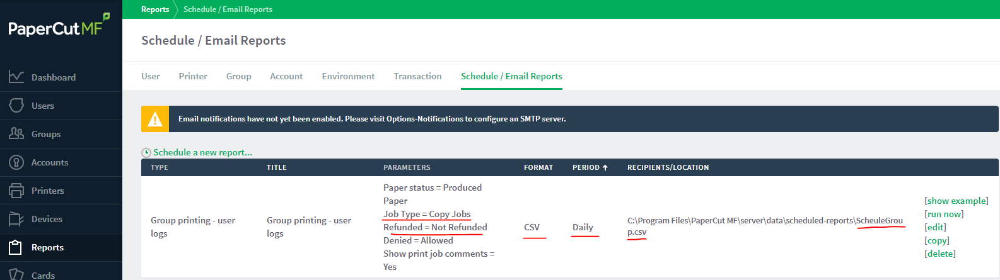 Reports Schedule / Email Reports
PaperCut MF
Schedule / Email Reports
User Printer Group Account Environment Transaction Schedule / Email Reports
Dashboard
Users
Groups
Accounts
Printers
Devices
Reports
Cards
Email notifications have not yet been enabled. Please visit Options-Notifications to configure an SMTP server.
Schedule a new report...
TYPE TITLE PARAMETERS FORMAT PERIOD ↑ RECIPIENTS/LOCATION
Group printing - user
logs
Group printing - user
logs
Paper status = Produced
Paper
Job Type = Copy Jobs
Refunded = Not Refunded
Denied = Allowed
Show print job comments =
Yes
CSV
Daily
C:\Program Files\PaperCut MF\server\data\scheduled-reports\ScheuleGrou
p.csv
[show example]
[run now]
[edit]
[copy]
[delete]